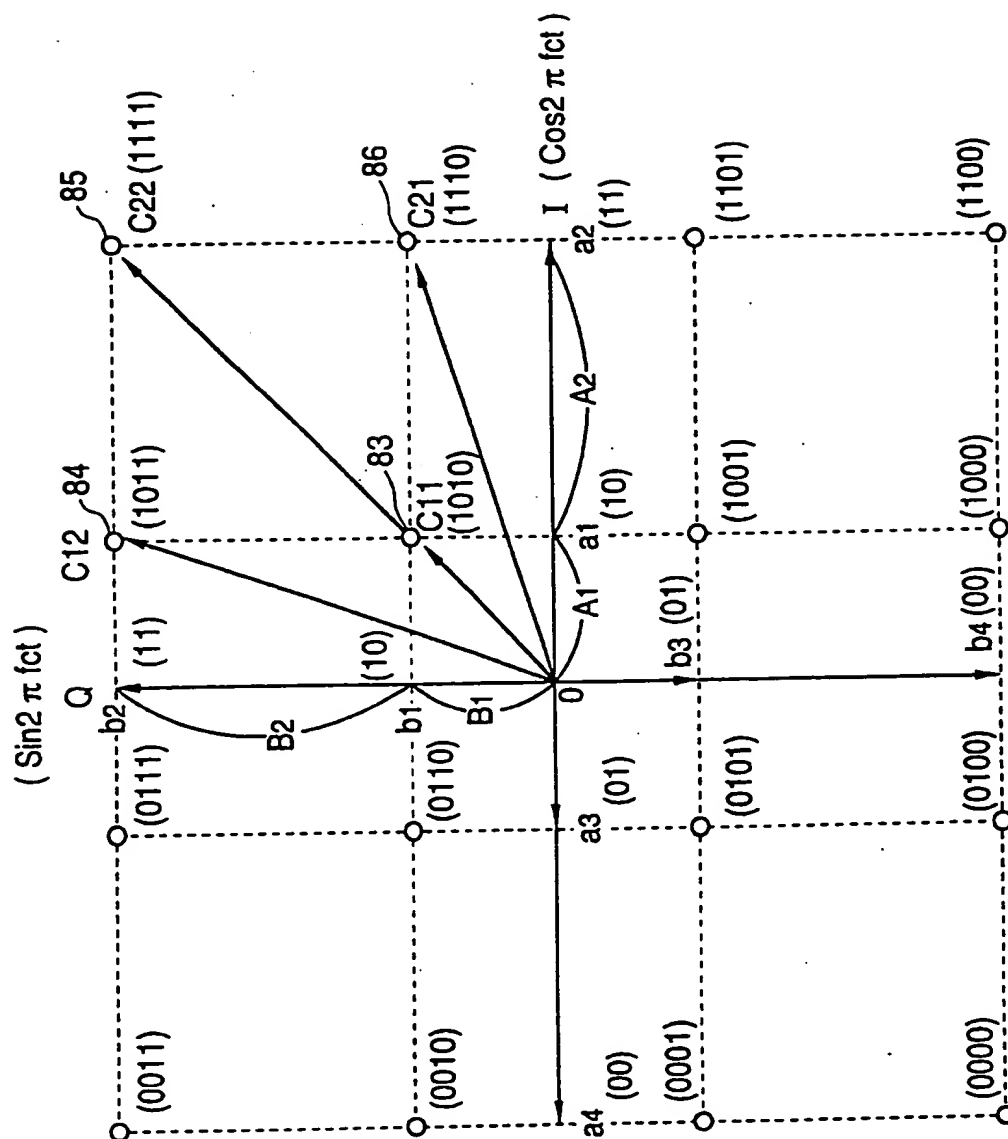 ( Sin2 π fct )
Q
C12
84
85
b2
(11)
(0011)
(0111)
(1011)
C22 (1111)
B2
83
86
b1
(10)
(0010)
(0110)
C11
(1010)
C21
(1110)
B1
I ( Cos2 π fct )
0
A1
A2
a4
(00)
a3
(01)
a1
(10)
a2
(11)
b3 (01)
(0001)
(0101)
(1001)
(1101)
b4 (00)
(0000)
(0100)
(1000)
(1100)